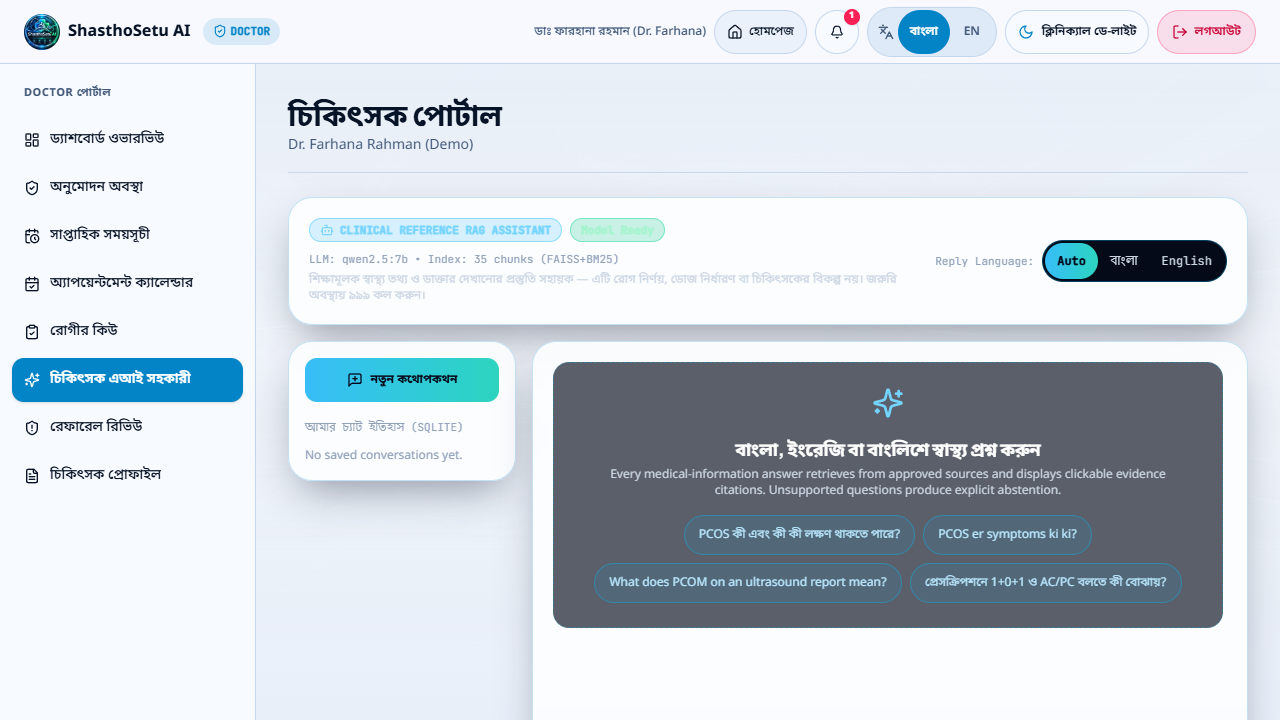 ShasthoSetu AI
DOCTOR
ডাঃ ফারহানা রহমান (Dr. Farhana)
হোমপেজ
1
বাংলা
EN
ক্লিনিক্যাল ডে-লাইট
লগআউট
DOCTOR পোর্টাল
ড্যাশবোর্ড ওভারভিউ
অনুমোদন অবস্থা
সাপ্তাহিক সময়সূচী
অ্যাপয়েন্টমেন্ট ক্যালেন্ডার
রোগীর কিউ
চিকিৎসক এআই সহকারী
রেফারেল রিভিউ
চিকিৎসক প্রোফাইল
চিকিৎসক পোর্টাল
Dr. Farhana Rahman (Demo)
CLINICAL REFERENCE RAG ASSISTANT
Model Ready
LLM: qwen2.5:7b • Index: 35 chunks (FAISS+BM25)
শিক্ষামূলক স্বাস্থ্য তথ্য ও ডাক্তার দেখানোর প্রস্তুতি সহায়ক — এটি রোগ নির্ণয়, ডোজ নির্ধারণ বা চিকিৎসকের বিকল্প নয়। জরুরি
অবস্থায় ৯৯৯ কল করুন।
Reply Language:
Auto
বাংলা
English
নতুন কথোপকথন
আমার চ্যাট ইতিহাস (SQLITE)
No saved conversations yet.
বাংলা, ইংরেজি বা বাংলিশে স্বাস্থ্য প্রশ্ন করুন
Every medical-information answer retrieves from approved sources and displays clickable evidence
citations. Unsupported questions produce explicit abstention.
PCOS কী এবং কী কী লক্ষণ থাকতে পারে?
PCOS er symptoms ki ki?
What does PCOM on an ultrasound report mean?
প্রেসক্রিপশনে 1+0+1 ও AC/PC বলতে কী বোঝায়?